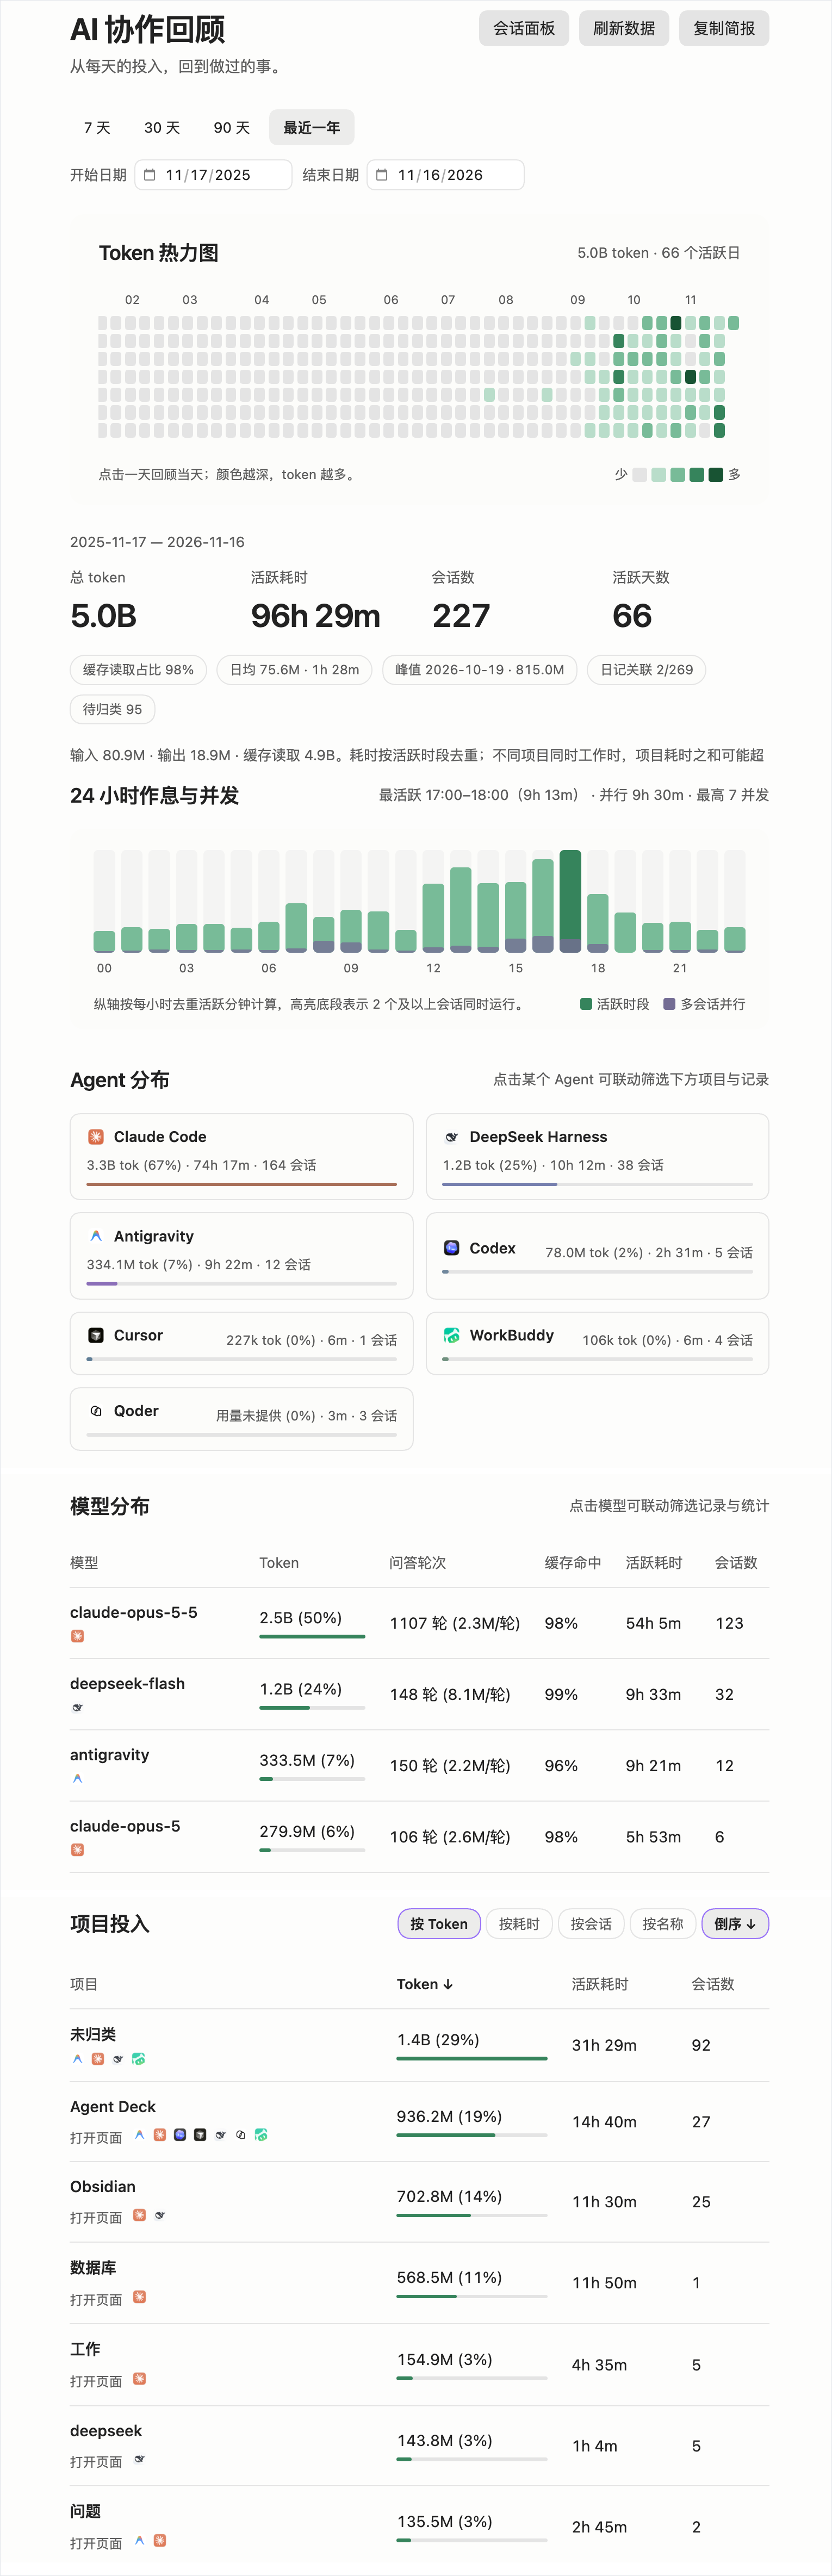 AI 协作回顾
会话面板 刷新数据 复制简报
从每天的投入，回到做过的事。
7 天 30 天 90 天 最近一年
开始日期 11/17/2025 结束日期 11/16/2026
Token 热力图 5.0B token · 66 个活跃日
02 03 04 05 06 07 08 09 10 11
点击一天回顾当天；颜色越深，token 越多。 少 多
2025-11-17 — 2026-11-16
总 token 活跃耗时 会话数 活跃天数
5.0B 96h 29m 227 66
缓存读取占比 98% 日均 75.6M · 1h 28m 峰值 2026-10-19 · 815.0M 日记关联 2/269
待归类 95
输入 80.9M · 输出 18.9M · 缓存读取 4.9B。耗时按活跃时段去重；不同项目同时工作时，项目耗时之和可能超
24 小时作息与并发 最活跃 17:00–18:00（9h 13m） · 并行 9h 30m · 最高 7 并发
00 03 06 09 12 15 18 21
纵轴按每小时去重活跃分钟计算，高亮底段表示 2 个及以上会话同时运行。 活跃时段 多会话并行
Agent 分布 点击某个 Agent 可联动筛选下方项目与记录
Claude Code
3.3B tok (67%) · 74h 17m · 164 会话
DeepSeek Harness
1.2B tok (25%) · 10h 12m · 38 会话
Antigravity
334.1M tok (7%) · 9h 22m · 12 会话
Codex 78.0M tok (2%) · 2h 31m · 5 会话
Cursor 227k tok (0%) · 6m · 1 会话
WorkBuddy 106k tok (0%) · 6m · 4 会话
Qoder 用量未提供 (0%) · 3m · 3 会话
模型分布 点击模型可联动筛选记录与统计
模型 Token 问答轮次 缓存命中 活跃耗时 会话数
claude-opus-5-5 2.5B (50%) 1107 轮 (2.3M/轮) 98% 54h 5m 123
deepseek-flash 1.2B (24%) 148 轮 (8.1M/轮) 99% 9h 33m 32
antigravity 333.5M (7%) 150 轮 (2.2M/轮) 96% 9h 21m 12
claude-opus-5 279.9M (6%) 106 轮 (2.6M/轮) 98% 5h 53m 6
项目投入 按 Token 按耗时 按会话 按名称 倒序 ↓
项目 Token ↓ 活跃耗时 会话数
未归类 1.4B (29%) 31h 29m 92
Agent Deck 936.2M (19%) 14h 40m 27
打开页面
Obsidian 702.8M (14%) 11h 30m 25
打开页面
数据库 568.5M (11%) 11h 50m 1
打开页面
工作 154.9M (3%) 4h 35m 5
打开页面
deepseek 143.8M (3%) 1h 4m 5
打开页面
问题 135.5M (3%) 2h 45m 2
打开页面